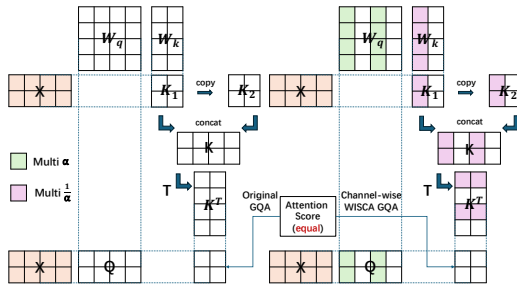 W_q
W_k
W_q
W_k
X
K_1
copy
K_2
X
K_1
copy
K_2
concat
K
concat
K
Multi α
Multi 1/α
T
K^T
T
K^T
Original
GQA
Attention
Score
(equal)
Channel-wise
WISCA GQA
X
Q
X
Q